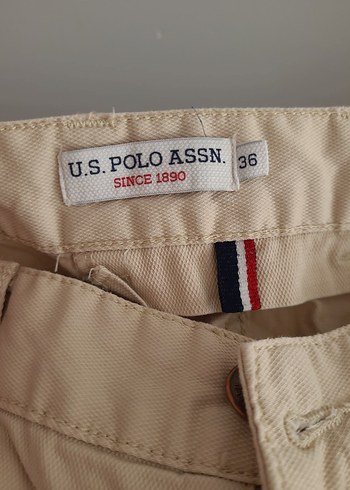 U.S. POLO ASSN.
SINCE 1890
36